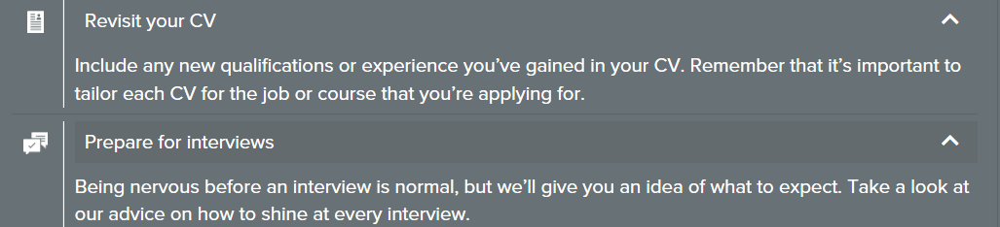 Revisit your CV
Include any new qualifications or experience you've gained in your CV. Remember that it's important to
tailor each CV for the job or course that you're applying for.
Prepare for interviews
Being nervous before an interview is normal, but we'll give you an idea of what to expect. Take a look at
our advice on how to shine at every interview.